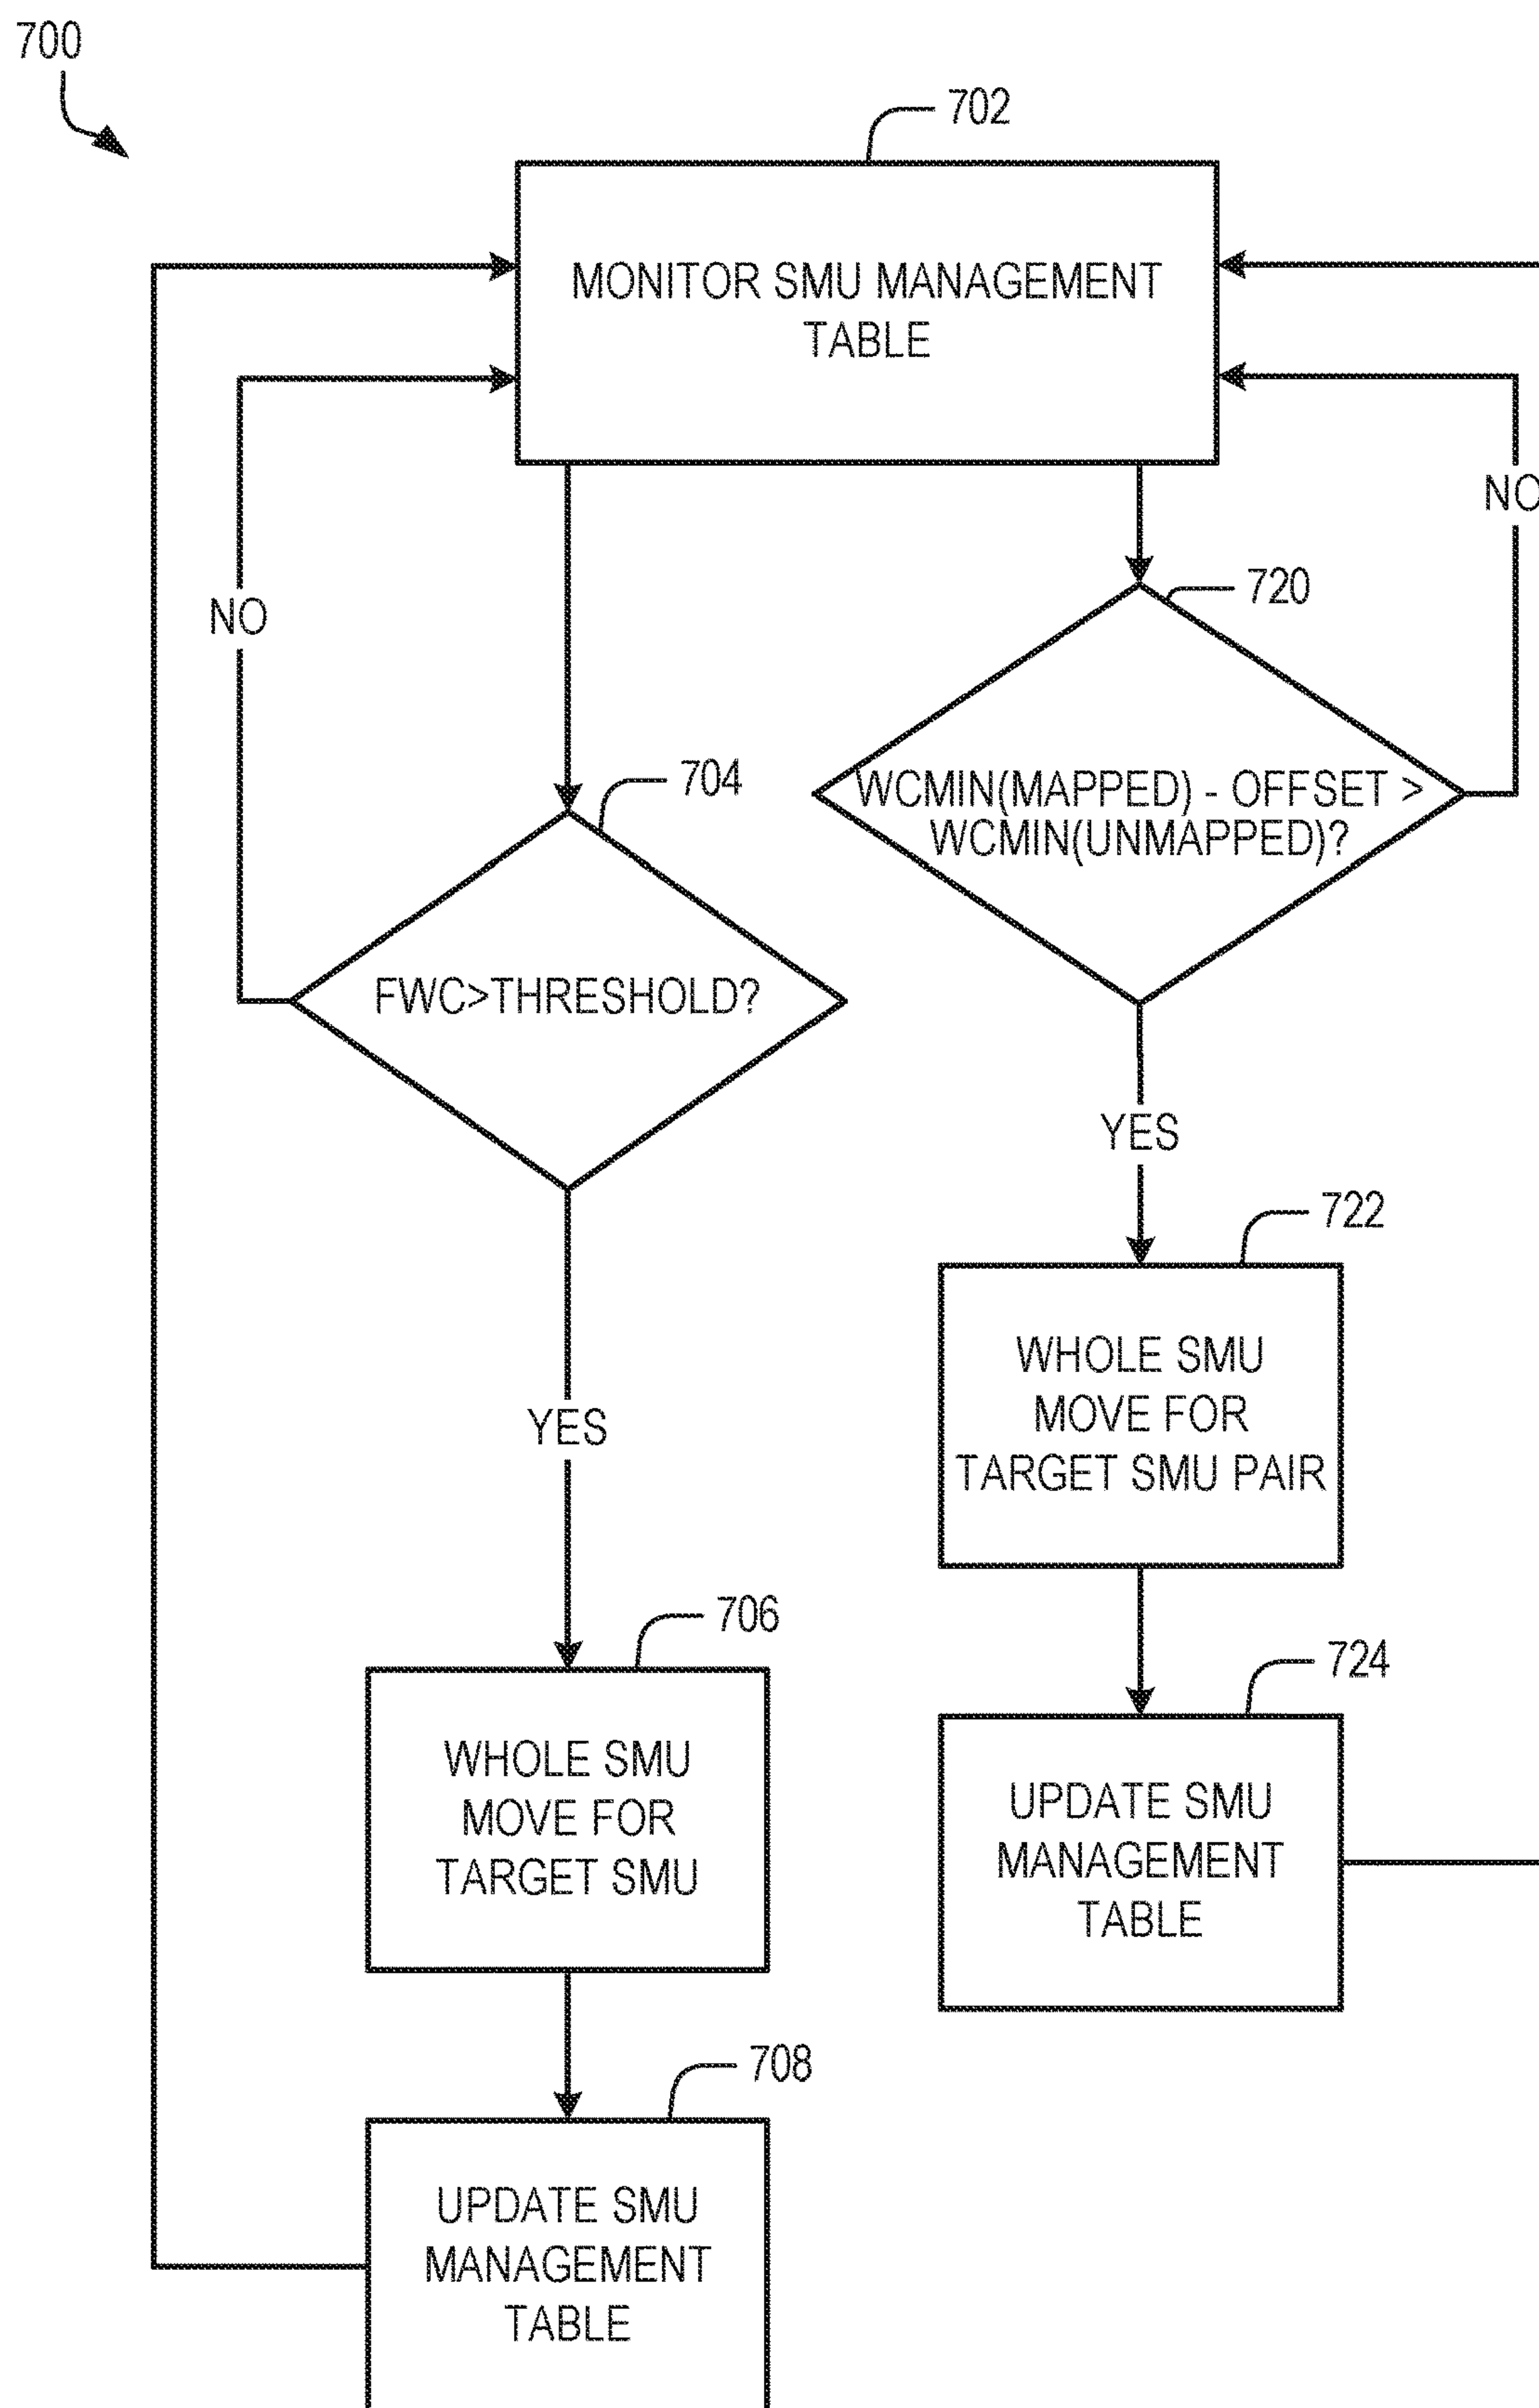 700
702
MONITOR SMU MANAGEMENT
TABLE
NO
NO
720
704
WCMIN(MAPPED) - OFFSET >
WCMIN(UNMAPPED)?
FWC>THRESHOLD?
YES
722
WHOLE SMU
MOVE FOR
TARGET SMU PAIR
YES
706
724
WHOLE SMU
MOVE FOR
TARGET SMU
UPDATE SMU
MANAGEMENT
TABLE
708
UPDATE SMU
MANAGEMENT
TABLE